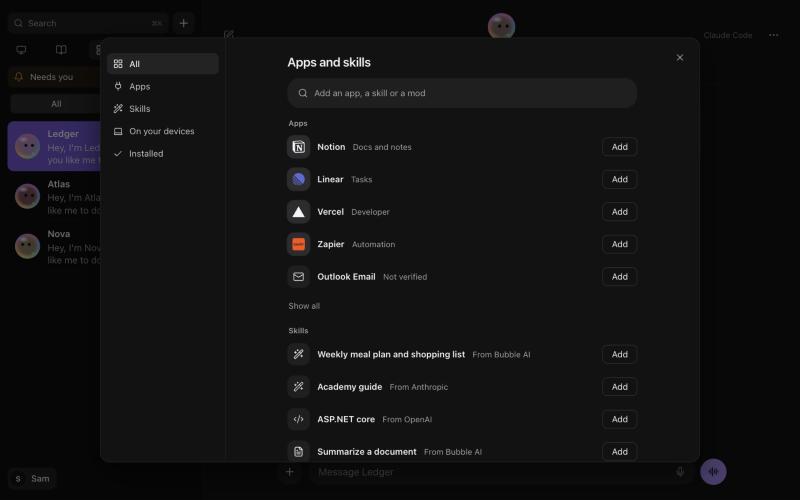 Search
⌘K
Claude Code
Needs you
All
Ledger
Hey, I'm Led
you like me t
Atlas
Hey, I'm Atla
like me to do
Nova
Hey, I'm Nov
like me to do
S
Sam
All
Apps
Skills
On your devices
Installed
Apps and skills
Add an app, a skill or a mod
Apps
Notion Docs and notes Add
Linear Tasks Add
Vercel Developer Add
Zapier Automation Add
Outlook Email Not verified Add
Show all
Skills
Weekly meal plan and shopping list From Bubble AI Add
Academy guide From Anthropic Add
ASP.NET core From OpenAI Add
Summarize a document From Bubble AI Add
Message Ledger